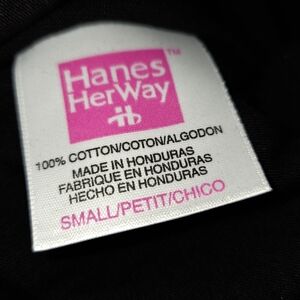 Hanes
TM
HerWay
100% COTTON/COTON/ALGODON
MADE IN HONDURAS
FABRIQUE EN HONDURAS
HECHO EN HONDURAS
SMALL/PETIT/CHICO